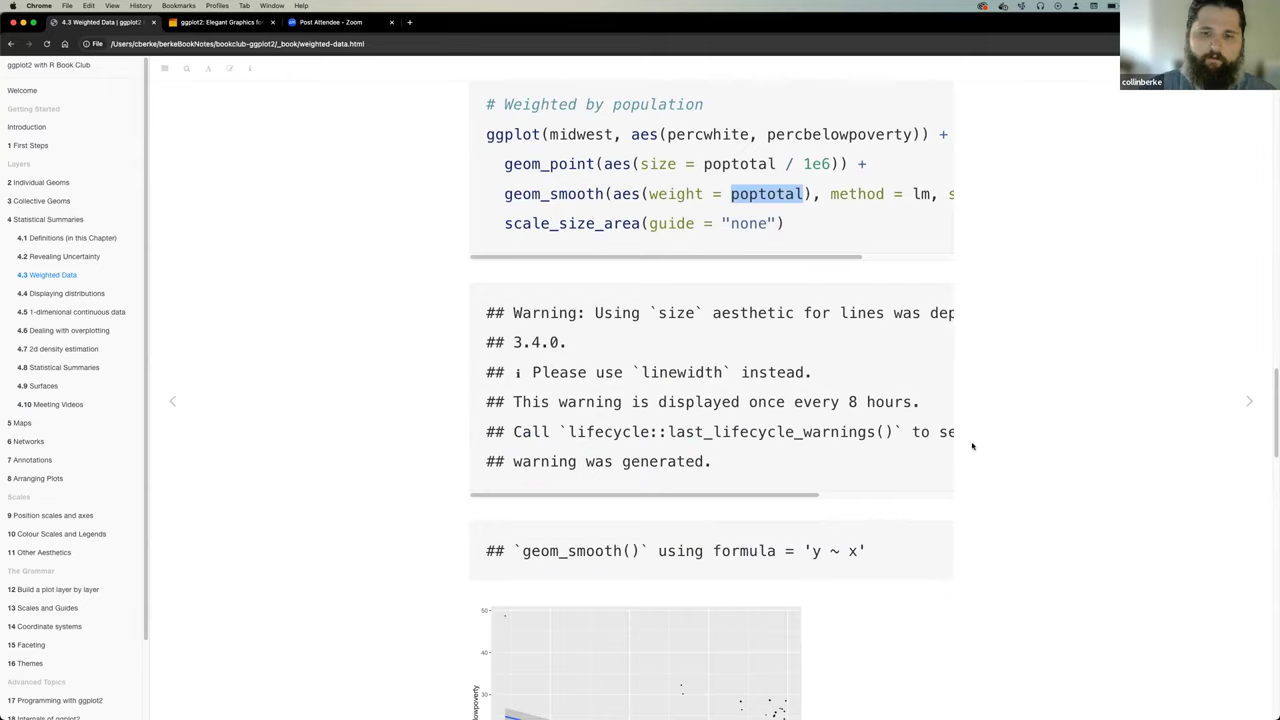 Chrome File Edit View History Bookmarks Profiles Tab Window Help
4.3 Weighted Data | ggplot2
ggplot2: Elegant Graphics for
Post Attendee - Zoom
File /Users/cberke/berkeBookNotes/bookclub-ggplot2/_book/weighted-data.html
collinberke
ggplot2 with R Book Club
Welcome
Getting Started
Introduction
1 First Steps
Layers
2 Individual Geoms
3 Collective Geoms
4 Statistical Summaries
4.1 Definitions (in this Chapter)
4.2 Revealing Uncertainty
4.3 Weighted Data
4.4 Displaying distributions
4.5 1-dimenional continuous data
4.6 Dealing with overplotting
4.7 2d density estimation
4.8 Statistical Summaries
4.9 Surfaces
4.10 Meeting Videos
5 Maps
6 Networks
7 Annotations
8 Arranging Plots
Scales
9 Position scales and axes
10 Colour Scales and Legends
11 Other Aesthetics
The Grammar
12 Build a plot layer by layer
13 Scales and Guides
14 Coordinate systems
15 Faceting
16 Themes
Advanced Topics
17 Programming with ggplot2
18 Internals of ggplot2
# Weighted by population
ggplot(midwest, aes(percwhite, percbelowpoverty)) +
geom_point(aes(size = poptotal / 1e6)) +
geom_smooth(aes(weight = poptotal), method = lm, s
scale_size_area(guide = "none")
## Warning: Using `size` aesthetic for lines was dep
## 3.4.0.
## ℹ Please use `linewidth` instead.
## This warning is displayed once every 8 hours.
## Call `lifecycle::last_lifecycle_warnings()` to se
## warning was generated.
## `geom_smooth()` using formula = 'y ~ x'
50
30
lowpoverty